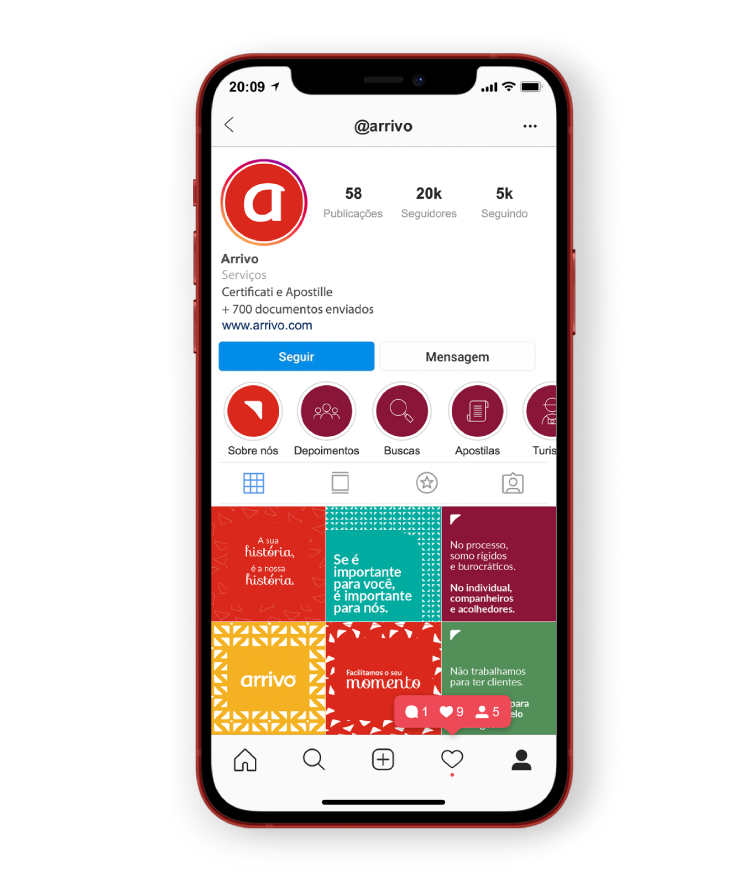 20:09
@arrivo
a
58 20k 5k
Publicações Seguidores Seguindo
Arrivo
Serviços
Certificati e Apostille
+ 700 documentos enviados
www.arrivo.com
Seguir Mensagem
Sobre nós Depoimentos Buscas Apostilas Turis
A sua
história,
é a nossa
história.
Se é
importante
para você,
é importante
para nós.
No processo,
somo rígidos
e burocráticos.
No individual,
companheiros
e acolhedores.
arrivo
Facilitamos o seu
momento
Não trabalhamos
para ter clientes.
para
elo
1 9 5